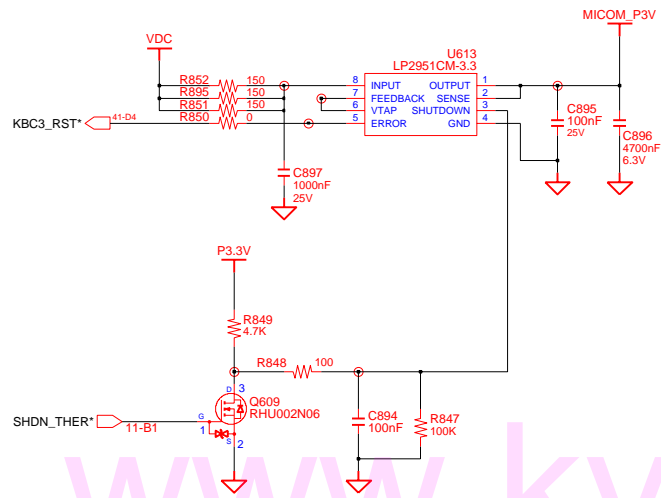 MICOM_P3V
VDC
U613
LP2951CM-3.3
R852 150 8 INPUT OUTPUT 1
R895 150 7 FEEDBACK SENSE 2
R851 150 6 VTAP SHUTDOWN 3
KBC3_RST* 41-D4 R850 0 5 ERROR GND 4
C895
100nF
25V
C896
4700nF
6.3V
C897
1000nF
25V
P3.3V
R849
4.7K
R848 100
D 3
Q609
RHU002N06
SHDN_THER* 11-B1 G 1
S 2
C894
100nF
R847
100K
www.ky